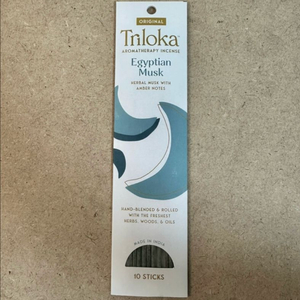 ORIGINAL
Triloka
AROMATHERAPY INCENSE
Egyptian
Musk
HERBAL MUSK WITH
AMBER NOTES
HAND-BLENDED & ROLLED
WITH THE FRESHEST
HERBS, WOODS, & OILS
MADE IN INDIA
10 STICKS